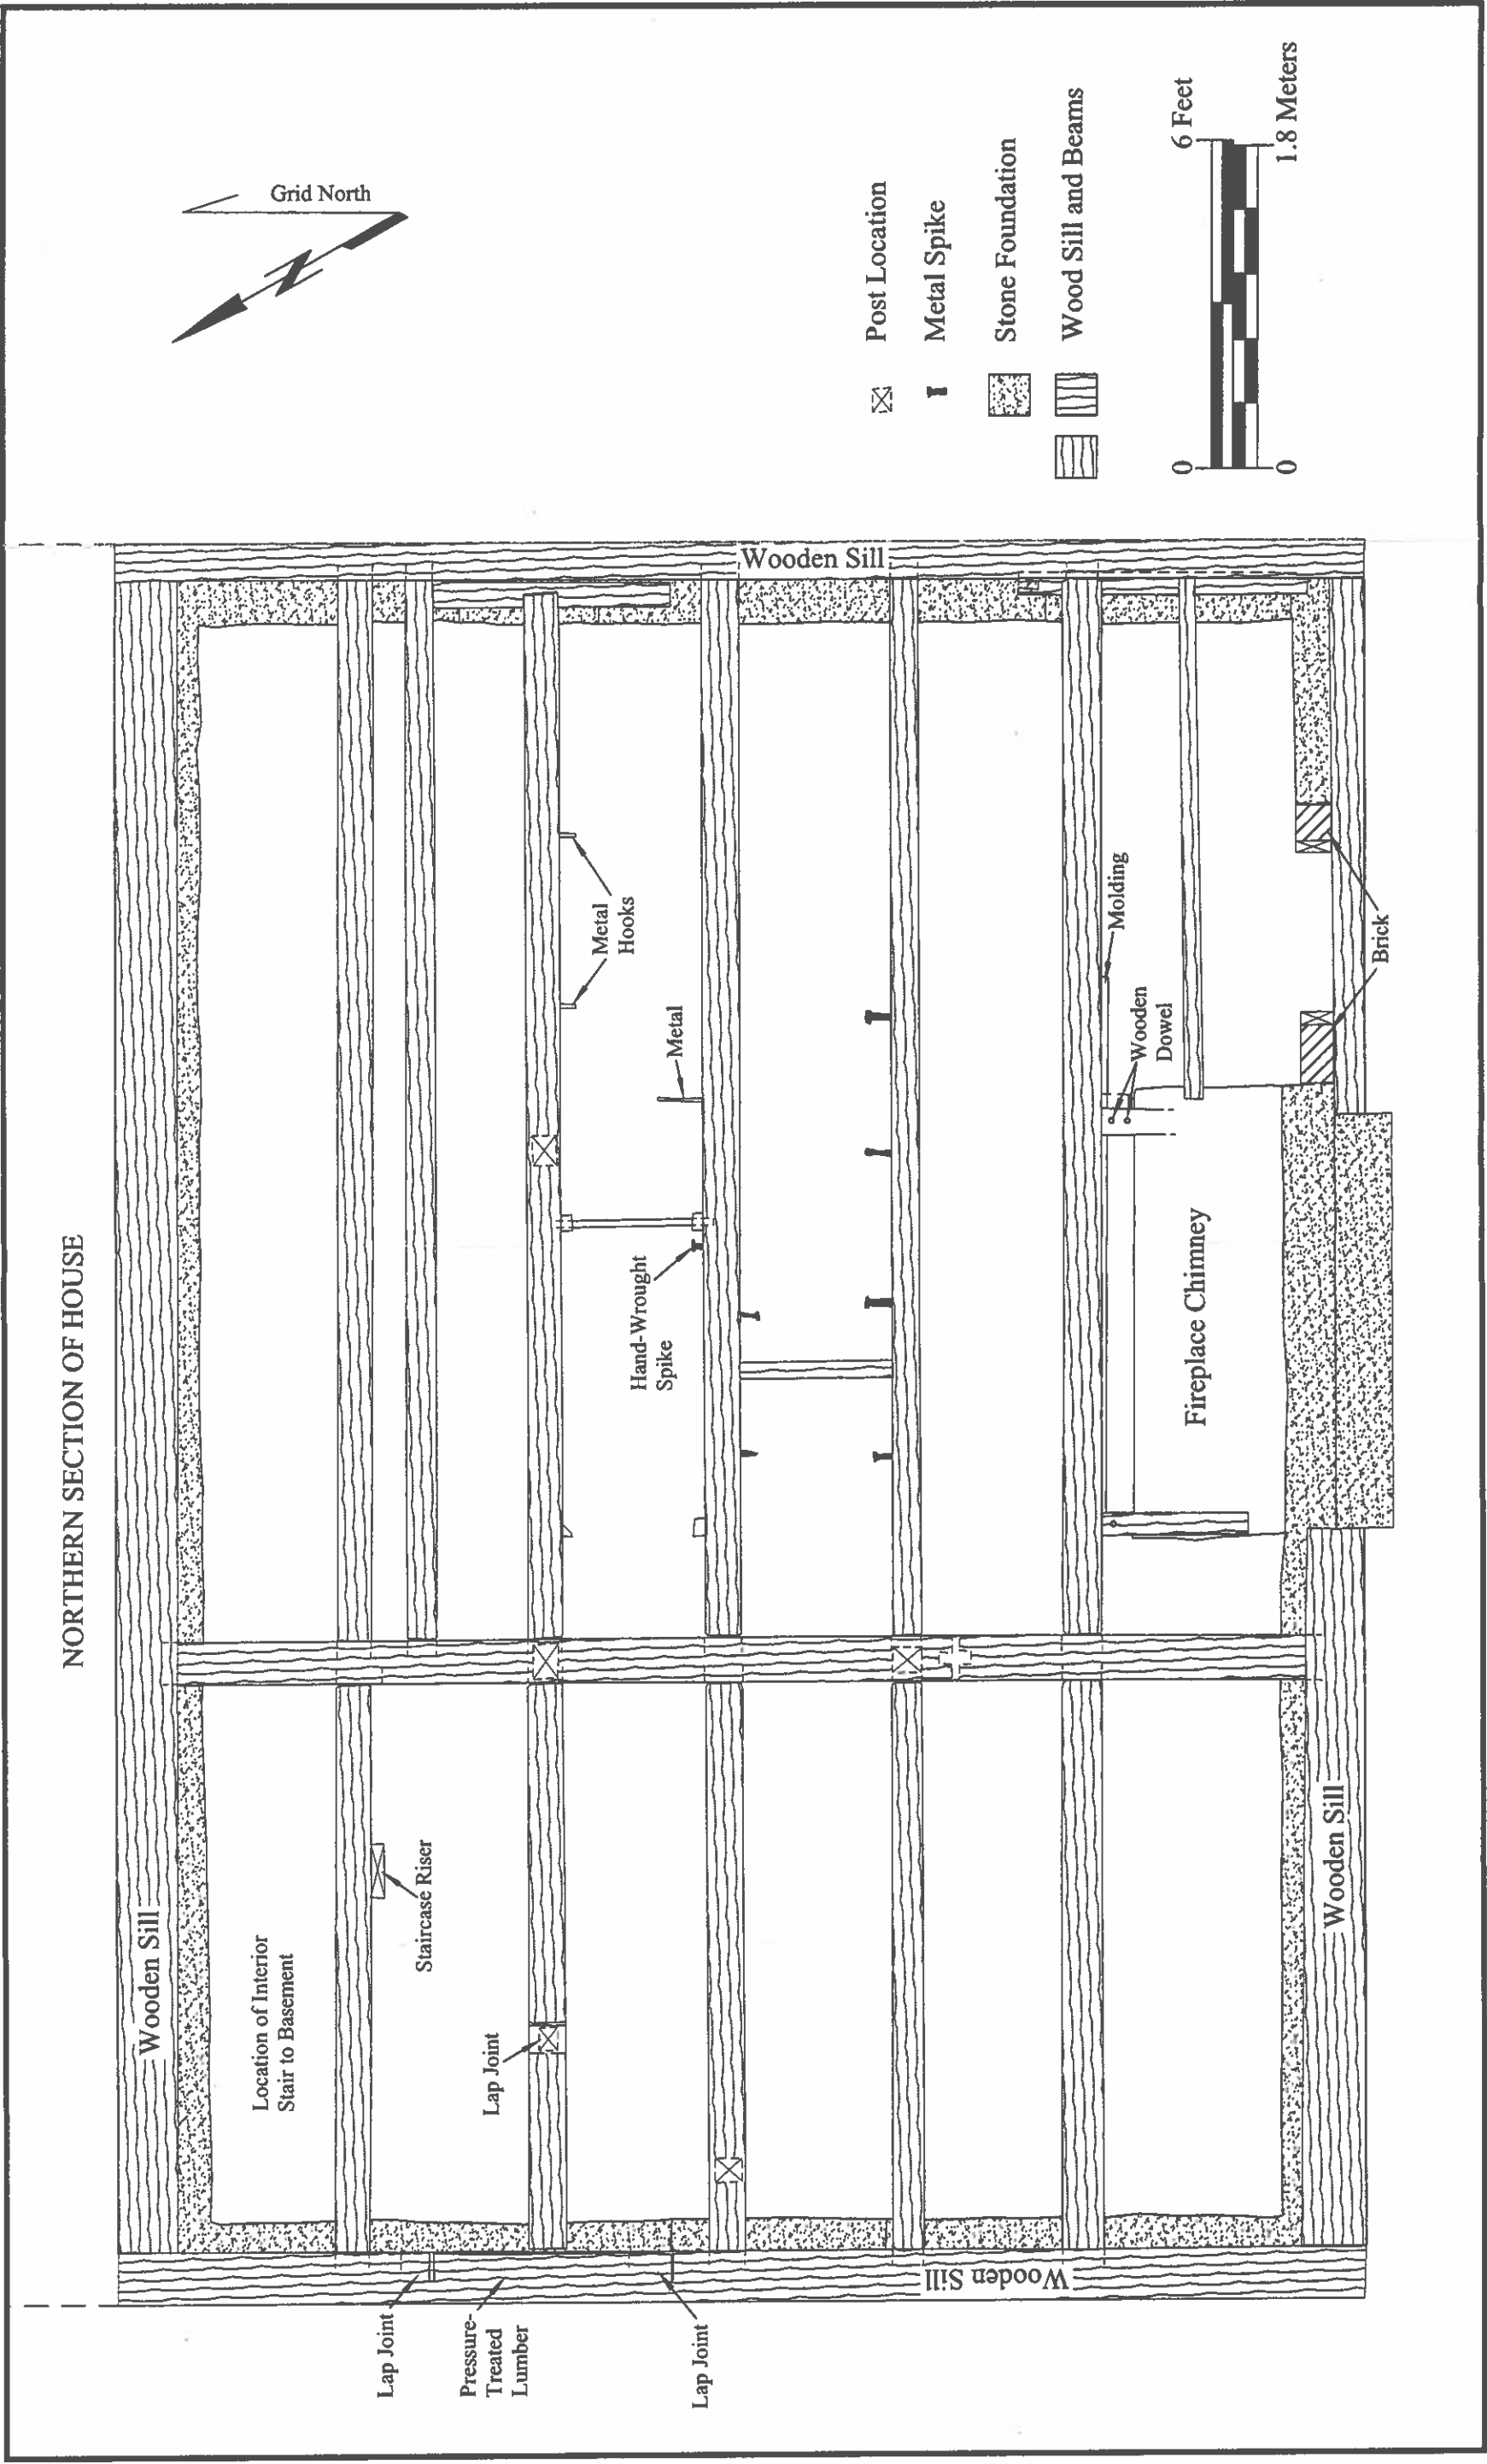 NORTHERN SECTION OF HOUSE
Wooden Sill
Location of Interior
Stair to Basement
Staircase Riser
Lap Joint
Lap Joint
Pressure-
Treated
Lumber
Lap Joint
Wooden Sill
Wooden Sill
Metal
Hooks
Metal
Hand-Wrought
Spike
Molding
Wooden
Dowel
Fireplace Chimney
Brick
Wooden Sill
Grid North
N
Post Location
Metal Spike
Stone Foundation
Wood Sill and Beams
0
6 Feet
0
1.8 Meters